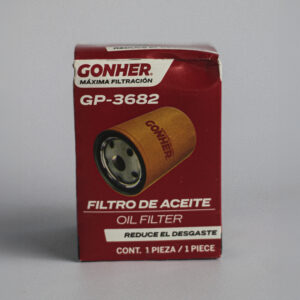 GONHER®
MÁXIMA FILTRACIÓN
GP-3682
GONHER
FILTRO DE ACEITE
OIL FILTER
REDUCE EL DESGASTE
CONT. 1 PIEZA / 1 PIECE